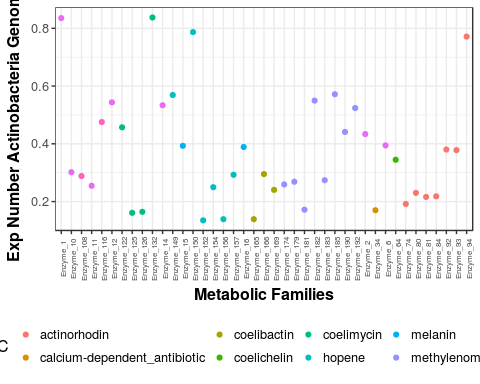 Exp Number Actinobacteria Genom
0.8
0.6
0.4
0.2
Enzyme_1
Enzyme_10
Enzyme_108
Enzyme_11
Enzyme_116
Enzyme_12
Enzyme_122
Enzyme_125
Enzyme_126
Enzyme_132
Enzyme_14
Enzyme_149
Enzyme_15
Enzyme_150
Enzyme_152
Enzyme_154
Enzyme_156
Enzyme_157
Enzyme_16
Enzyme_165
Enzyme_166
Enzyme_169
Enzyme_174
Enzyme_179
Enzyme_181
Enzyme_182
Enzyme_183
Enzyme_185
Enzyme_190
Enzyme_192
Enzyme_2
Enzyme_34
Enzyme_6
Enzyme_64
Enzyme_74
Enzyme_80
Enzyme_81
Enzyme_84
Enzyme_92
Enzyme_93
Enzyme_94
Metabolic Families
actinorhodin coelibactin coelimycin melanin
calcium-dependent_antibiotic coelichelin hopene methylenom